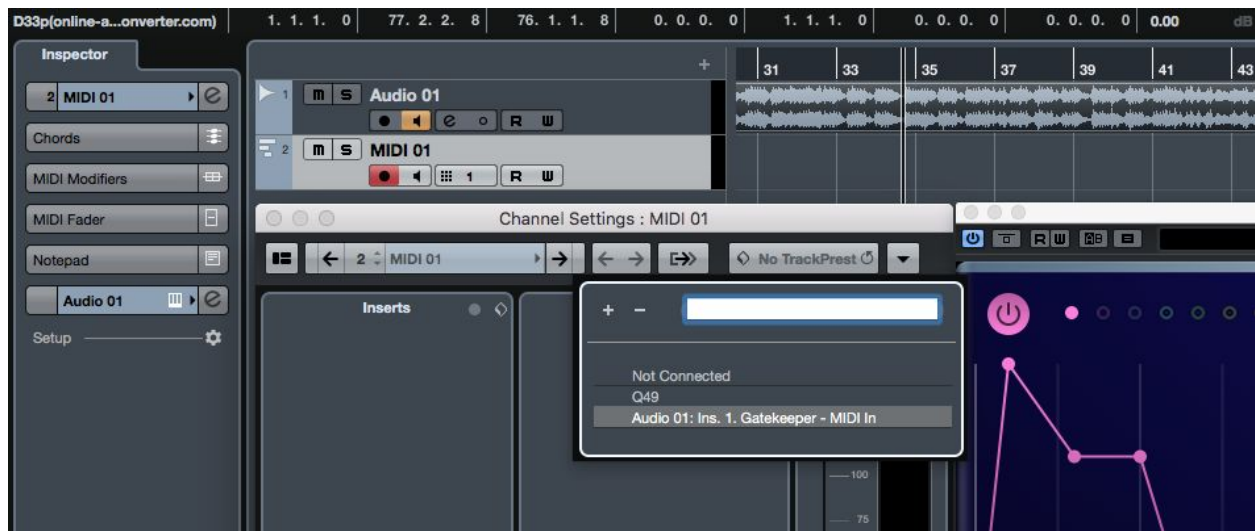 D33p(online-a...onverter.com) 1. 1. 1. 0 77. 2. 2. 8 76. 1. 1. 8 0. 0. 0. 0 1. 1. 1. 0 0. 0. 0. 0 0. 0. 0. 0 0.00 dB
Inspector
31 33 35 37 39 41 43
2 MIDI 01 e
1 m S Audio 01
e R W
Chords
2 m S MIDI 01
1 R W
MIDI Modifiers
MIDI Fader
Channel Settings : MIDI 01
R W AB
Notepad
2 MIDI 01 No TrackPrest
Audio 01 e
Inserts
Setup
Not Connected
Q49
Audio 01: Ins. 1. Gatekeeper - MIDI In
100
75